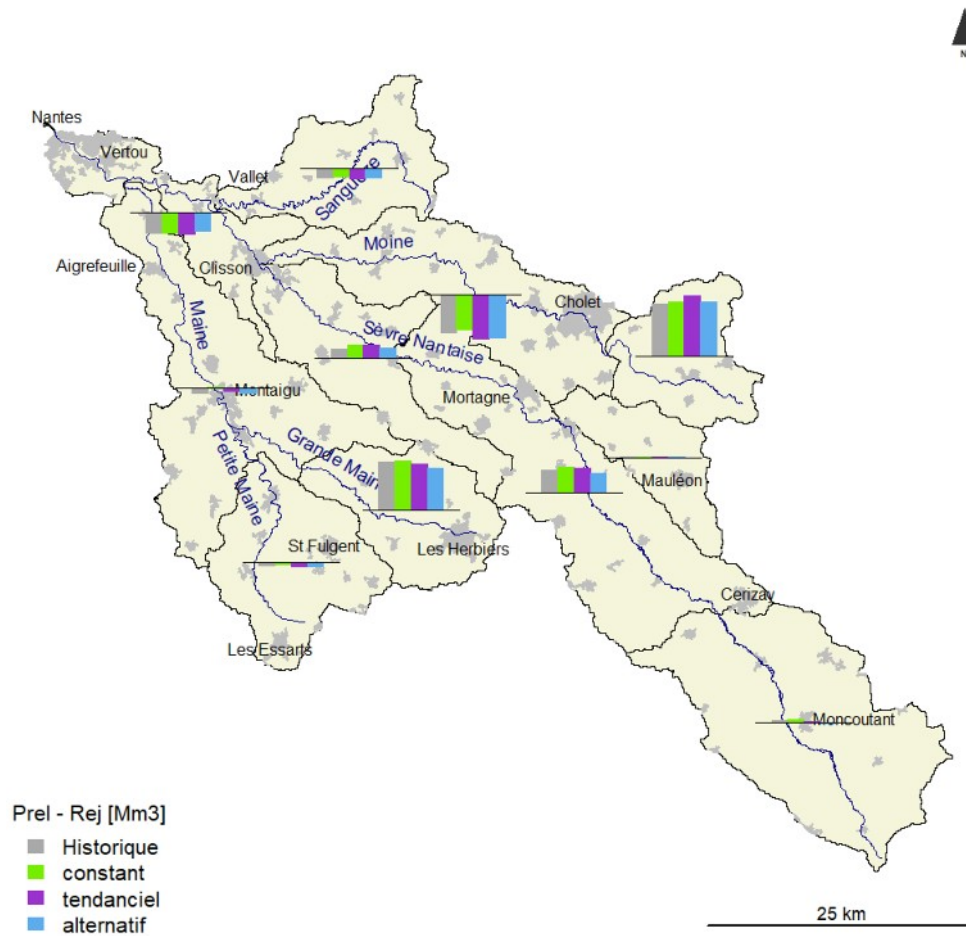 N
Nantes
Vertou
Vallet
Sanguèze
Moine
Aigrefeuille
Clisson
Cholet
Maine
Sèvre Nantaise
Montaigu
Mortagne
Petite Maine
Grande Main
Mauléon
St Fulgent
Les Herbiers
Cerizay
Les Essarts
Moncoutant
Prel - Rej [Mm3]
Historique
constant
tendanciel
alternatif
25 km